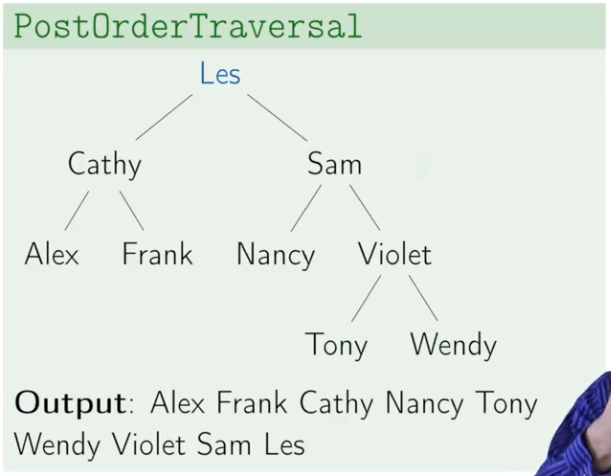 PostOrderTraversal
Les
Cathy Sam
Alex Frank Nancy Violet
Tony Wendy
Output: Alex Frank Cathy Nancy Tony
Wendy Violet Sam Les